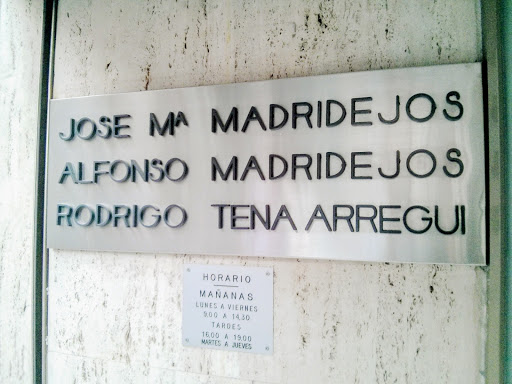 JOSE Mª MADRIDEJOS
ALFONSO MADRIDEJOS
RODRIGO TENA ARREGUI
HORARIO
MAÑANAS
LUNES A VIERNES
9,00 A 14,30
TARDES
16,00 A 19,00
MARTES A JUEVES